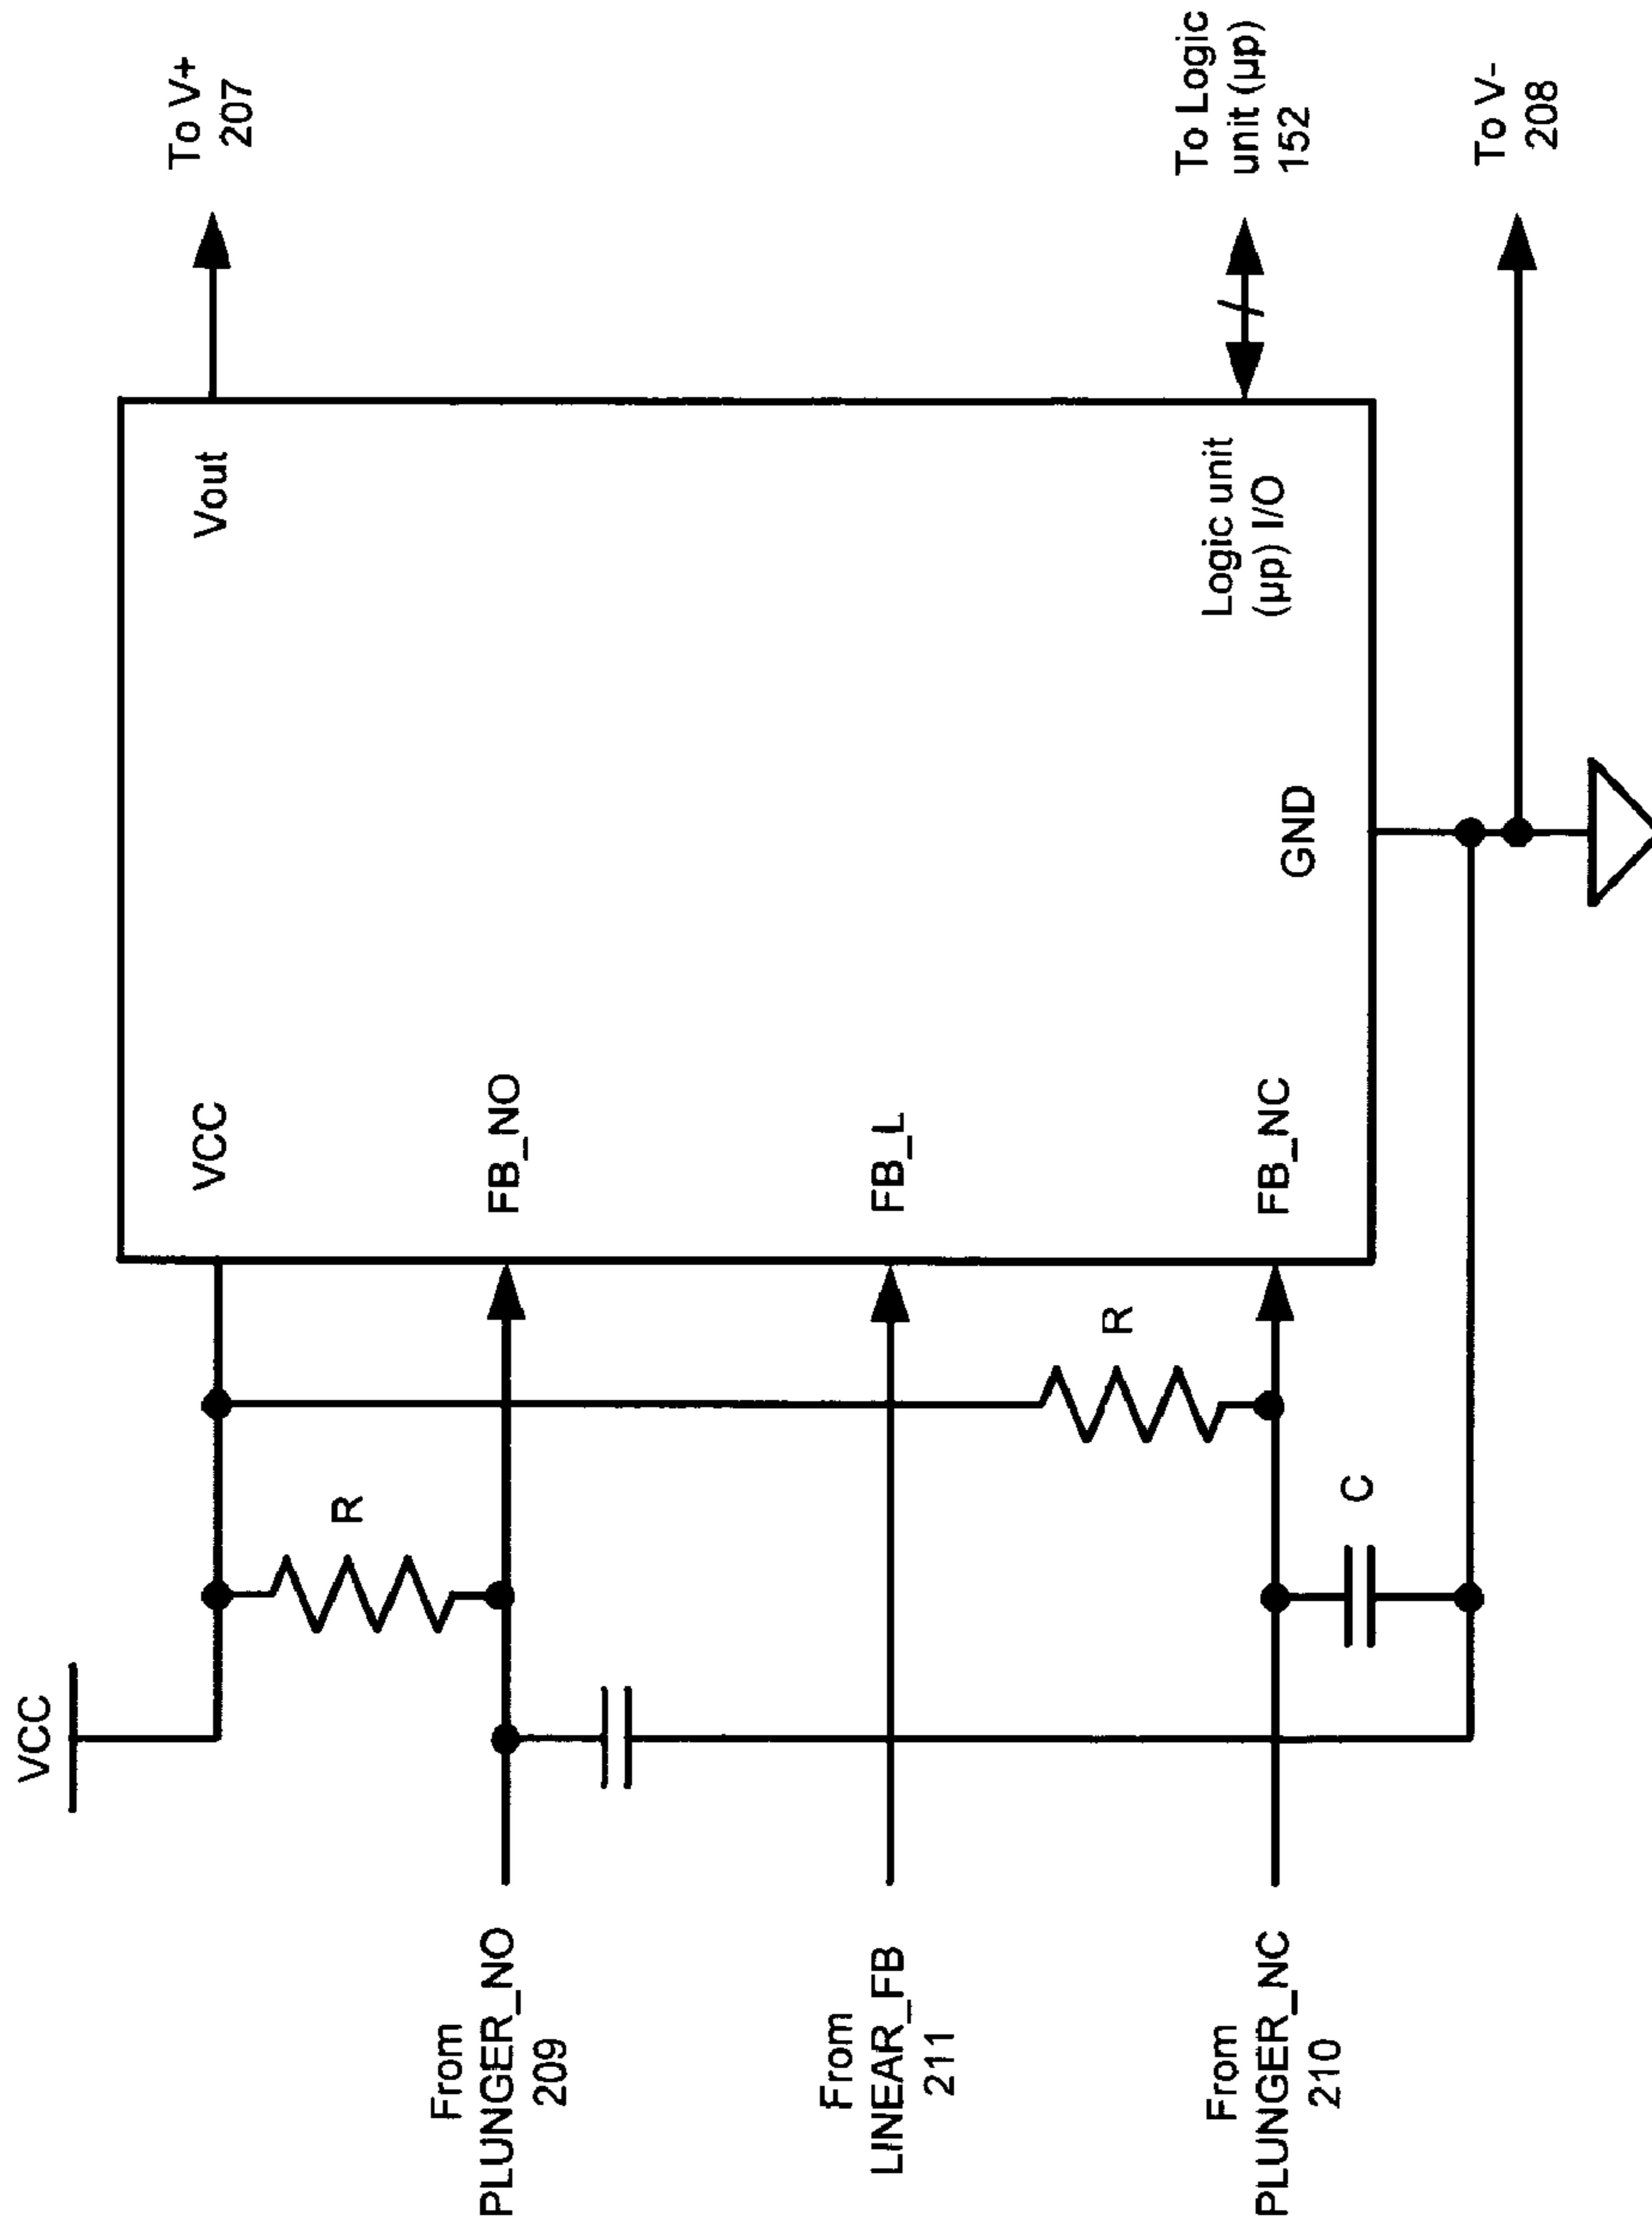 VCC
From
PLUNGER_NO
209
From
LINEAR_FB
211
From
PLUNGER_NC
210
R
R
C
VCC
FB_NO
FB_L
FB_NC
GND
Vout
Logic unit
(µp) I/O
To V+
207
To Logic
unit (µp)
152
To V-
208